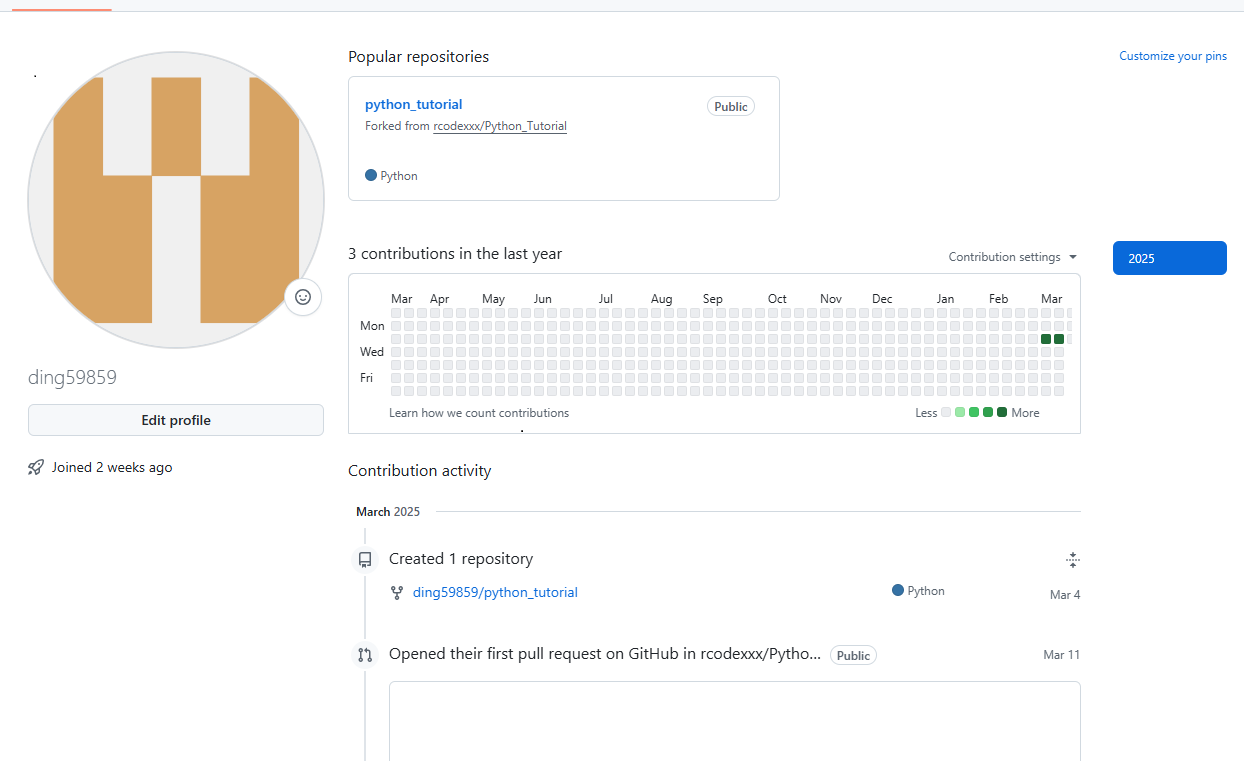 Popular repositories
Customize your pins
python_tutorial
Public
Forked from rcodexxx/Python_Tutorial
Python
3 contributions in the last year
Contribution settings
2025
Mar Apr May Jun Jul Aug Sep Oct Nov Dec Jan Feb Mar
Mon
Wed
Fri
Learn how we count contributions
Less More
ding59859
Edit profile
Joined 2 weeks ago
Contribution activity
March 2025
Created 1 repository
ding59859/python_tutorial
Python
Mar 4
Opened their first pull request on GitHub in rcodexxx/Pytho...
Public
Mar 11